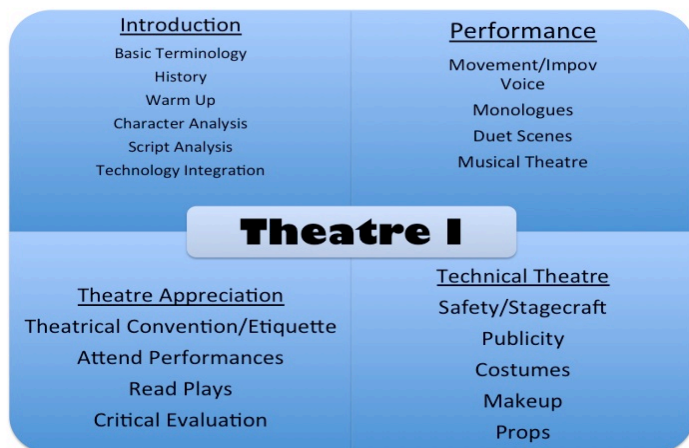 Introduction
Basic Terminology
History
Warm Up
Character Analysis
Script Analysis
Technology Integration
Performance
Movement/Impov
Voice
Monologues
Duet Scenes
Musical Theatre
Theatre I
Theatre Appreciation
Theatrical Convention/Etiquette
Attend Performances
Read Plays
Critical Evaluation
Technical Theatre
Safety/Stagecraft
Publicity
Costumes
Makeup
Props